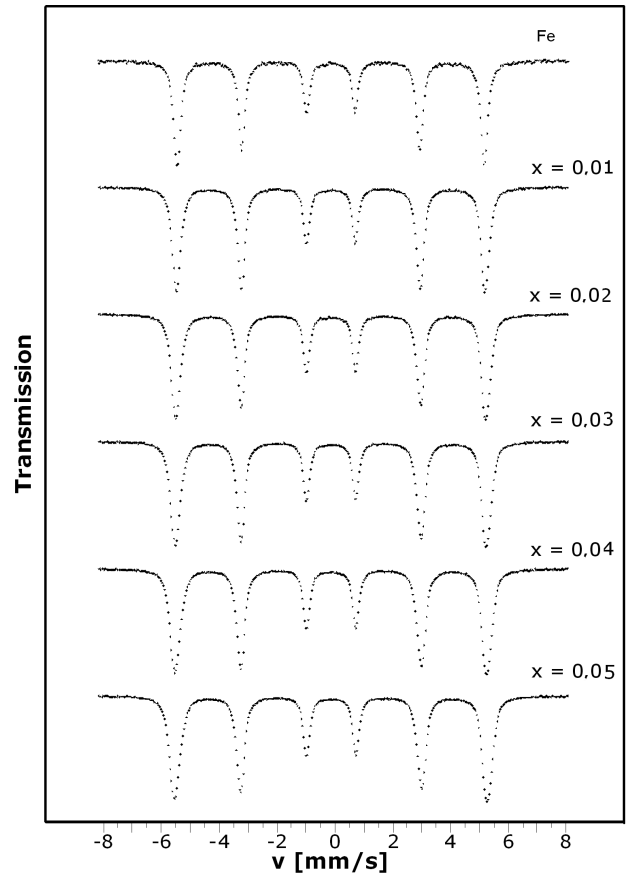 Fe
x = 0.01
x = 0.02
x = 0.03
x = 0.04
x = 0.05
Transmission
-8 -6 -4 -2 0 2 4 6 8
v [mm/s]